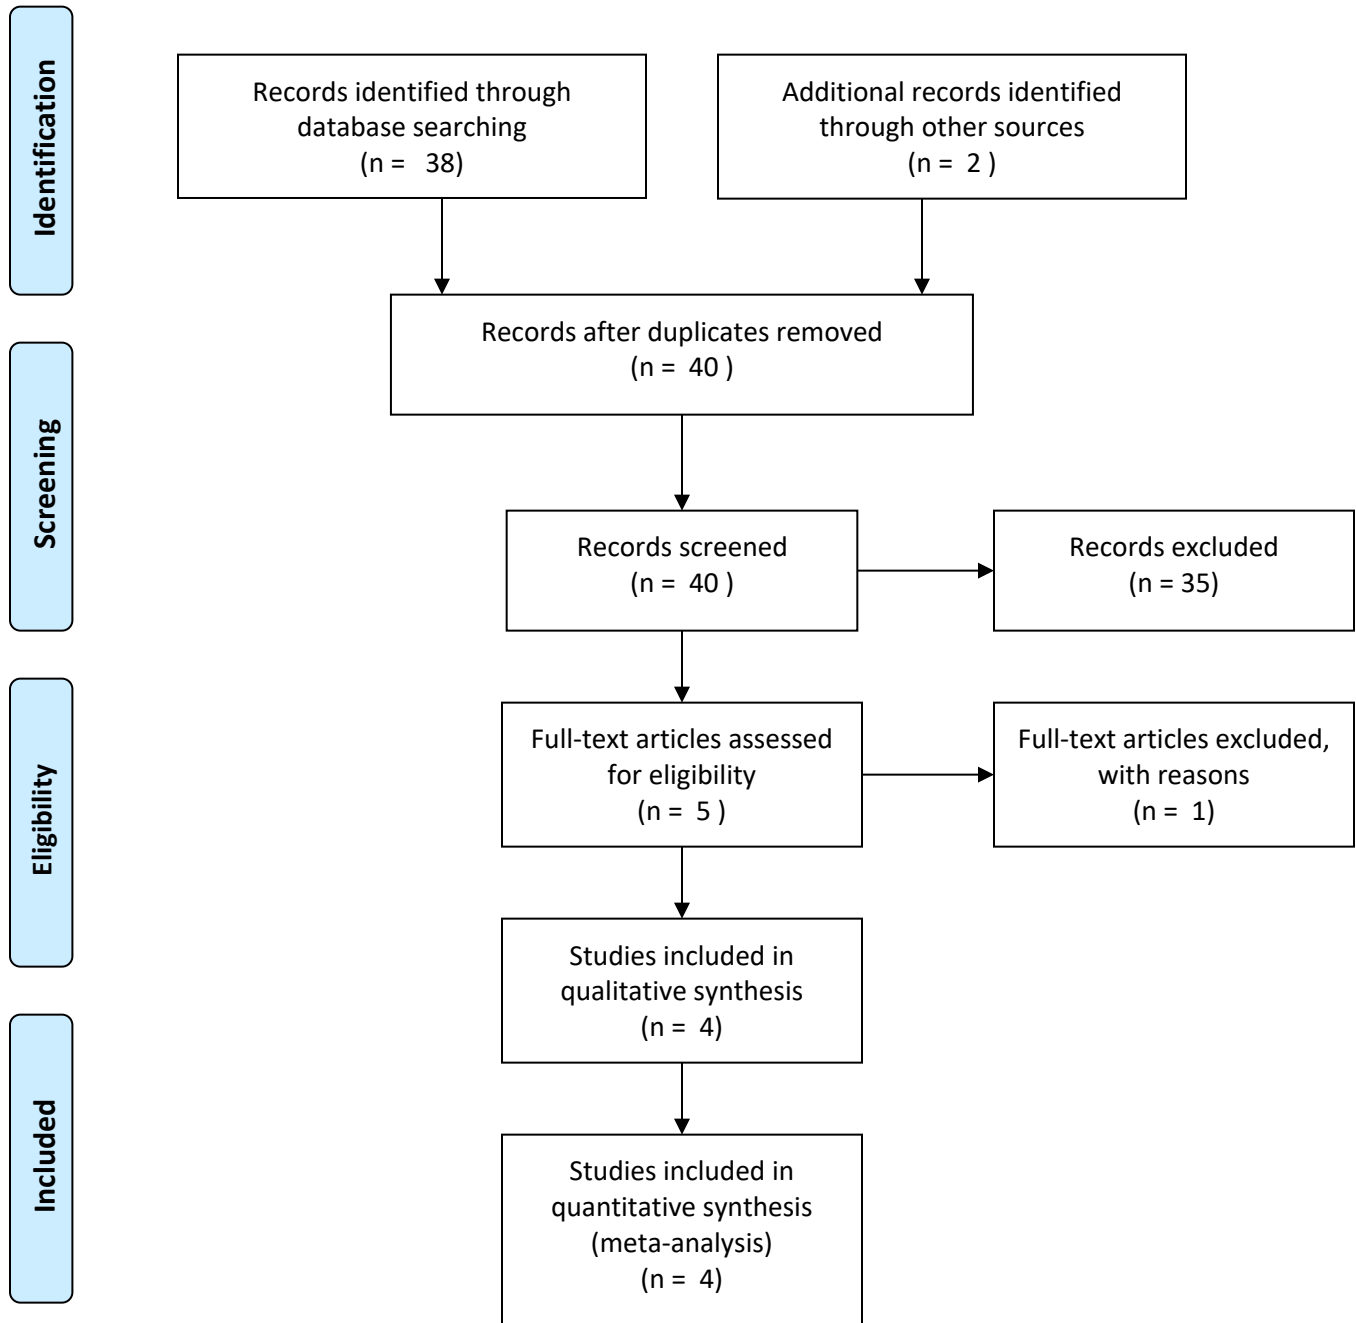 Identification
Records identified through
database searching
(n = 38)
Additional records identified
through other sources
(n = 2 )
Records after duplicates removed
(n = 40 )
Screening
Records screened
(n = 40 )
Records excluded
(n = 35)
Eligibility
Full-text articles assessed
for eligibility
(n = 5 )
Full-text articles excluded,
with reasons
(n = 1)
Studies included in
qualitative synthesis
(n = 4)
Included
Studies included in
quantitative synthesis
(meta-analysis)
(n = 4)